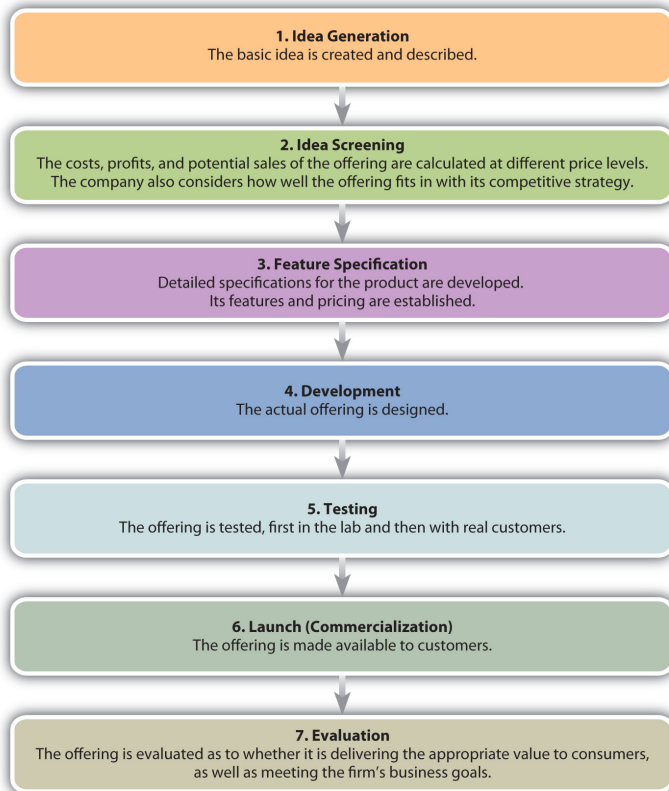 1. Idea Generation
The basic idea is created and described.
2. Idea Screening
The costs, profits, and potential sales of the offering are calculated at different price levels.
The company also considers how well the offering fits in with its competitive strategy.
3. Feature Specification
Detailed specifications for the product are developed.
Its features and pricing are established.
4. Development
The actual offering is designed.
5. Testing
The offering is tested, first in the lab and then with real customers.
6. Launch (Commercialization)
The offering is made available to customers.
7. Evaluation
The offering is evaluated as to whether it is delivering the appropriate value to consumers,
as well as meeting the firm’s business goals.